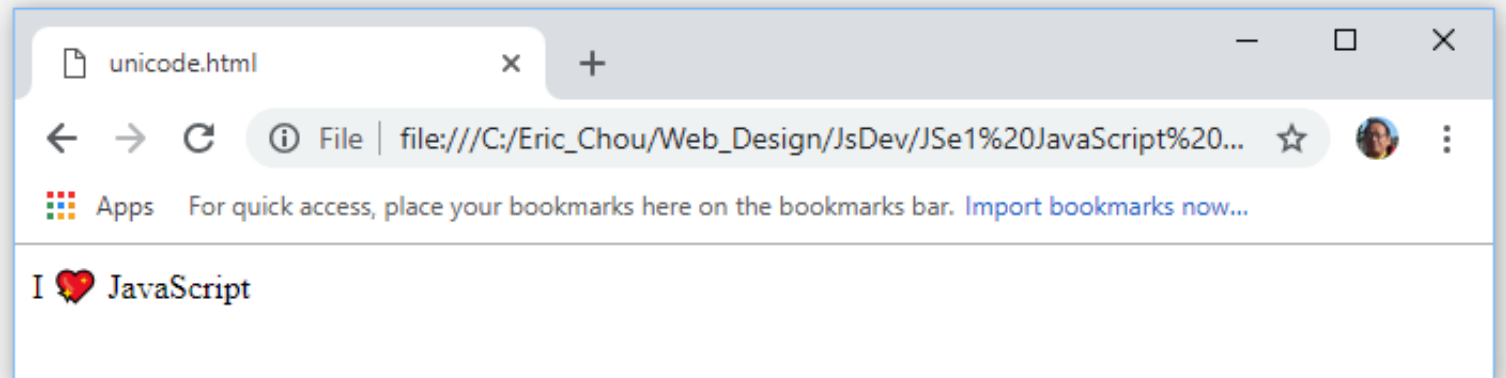 unicode.html
File file:///C:/Eric_Chou/Web_Design/JsDev/JSe1%20JavaScript%20...
Apps For quick access, place your bookmarks here on the bookmarks bar. Import bookmarks now...
I 💖 JavaScript